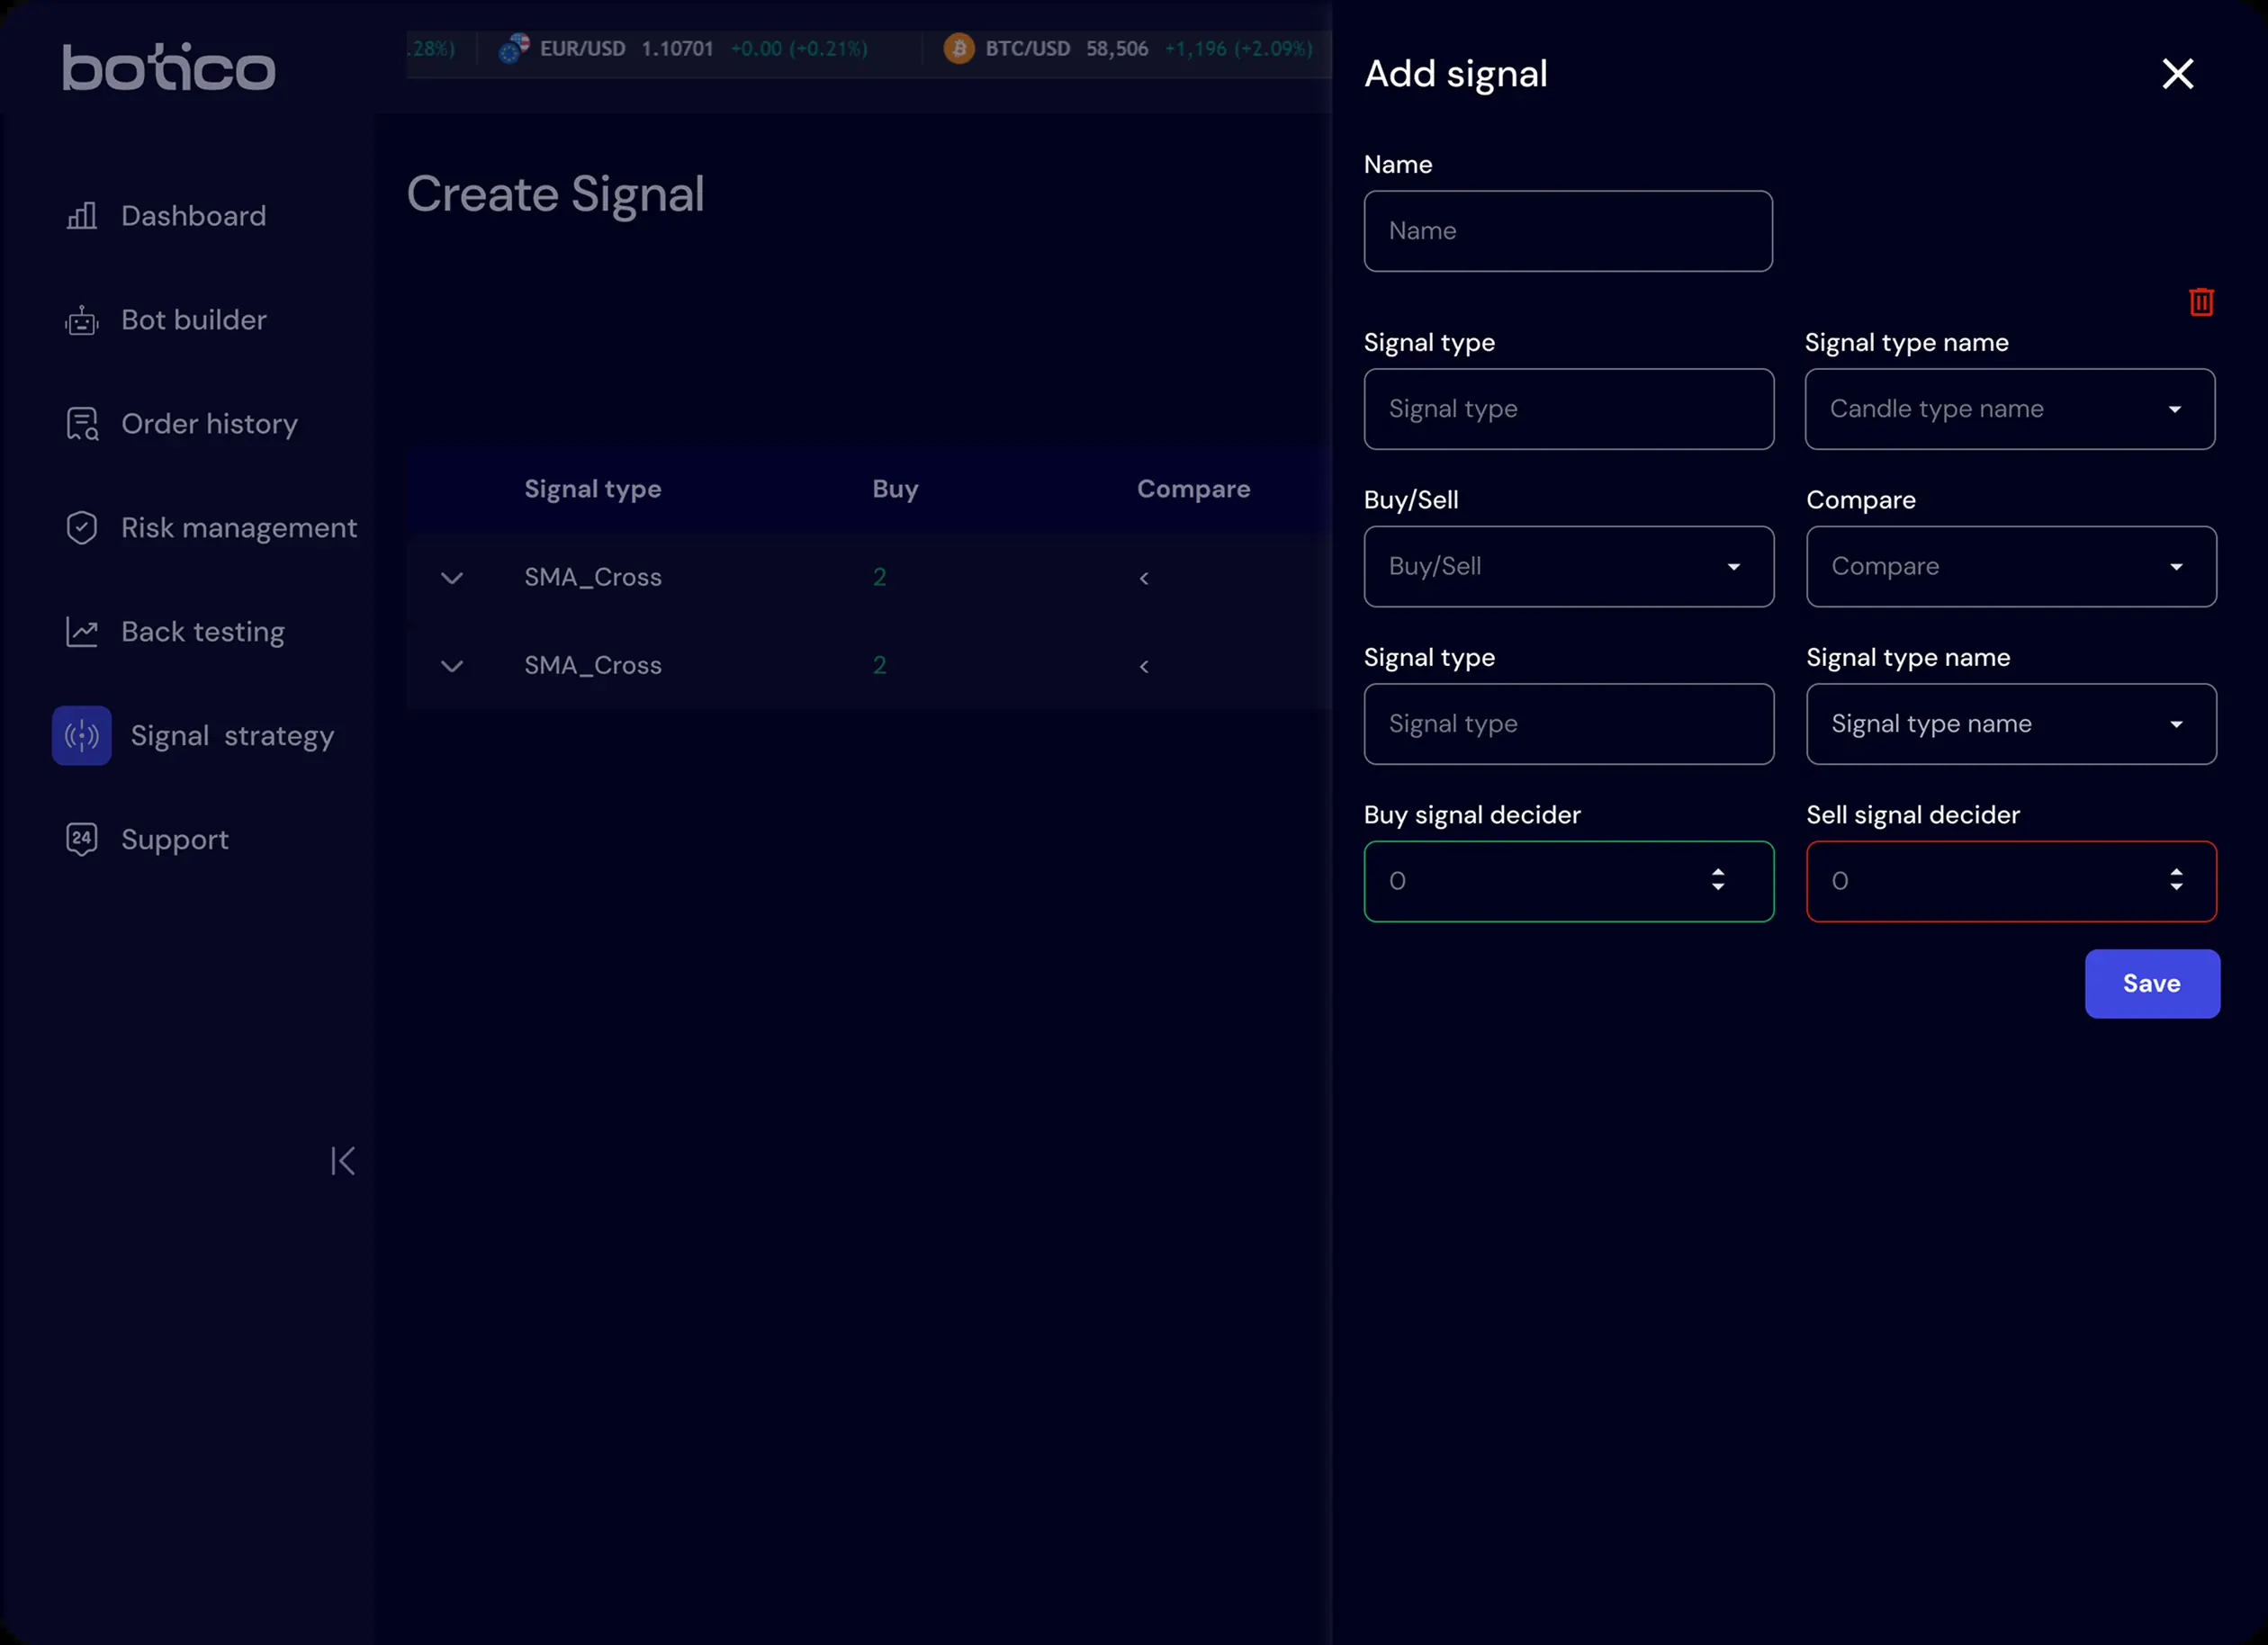 botico
.28%) EUR/USD 1.10701 +0.00 (+0.21%) BTC/USD 58,506 +1,196 (+2.09%)
Dashboard
Bot builder
Order history
Risk management
Back testing
Signal strategy
24 Support
Create Signal
Signal type Buy Compare
SMA_Cross 2 <
SMA_Cross 2 <
Add signal
Name
Name
Signal type Signal type name
Signal type Candle type name
Buy/Sell Compare
Buy/Sell Compare
Signal type Signal type name
Signal type Signal type name
Buy signal decider Sell signal decider
0 0
Save